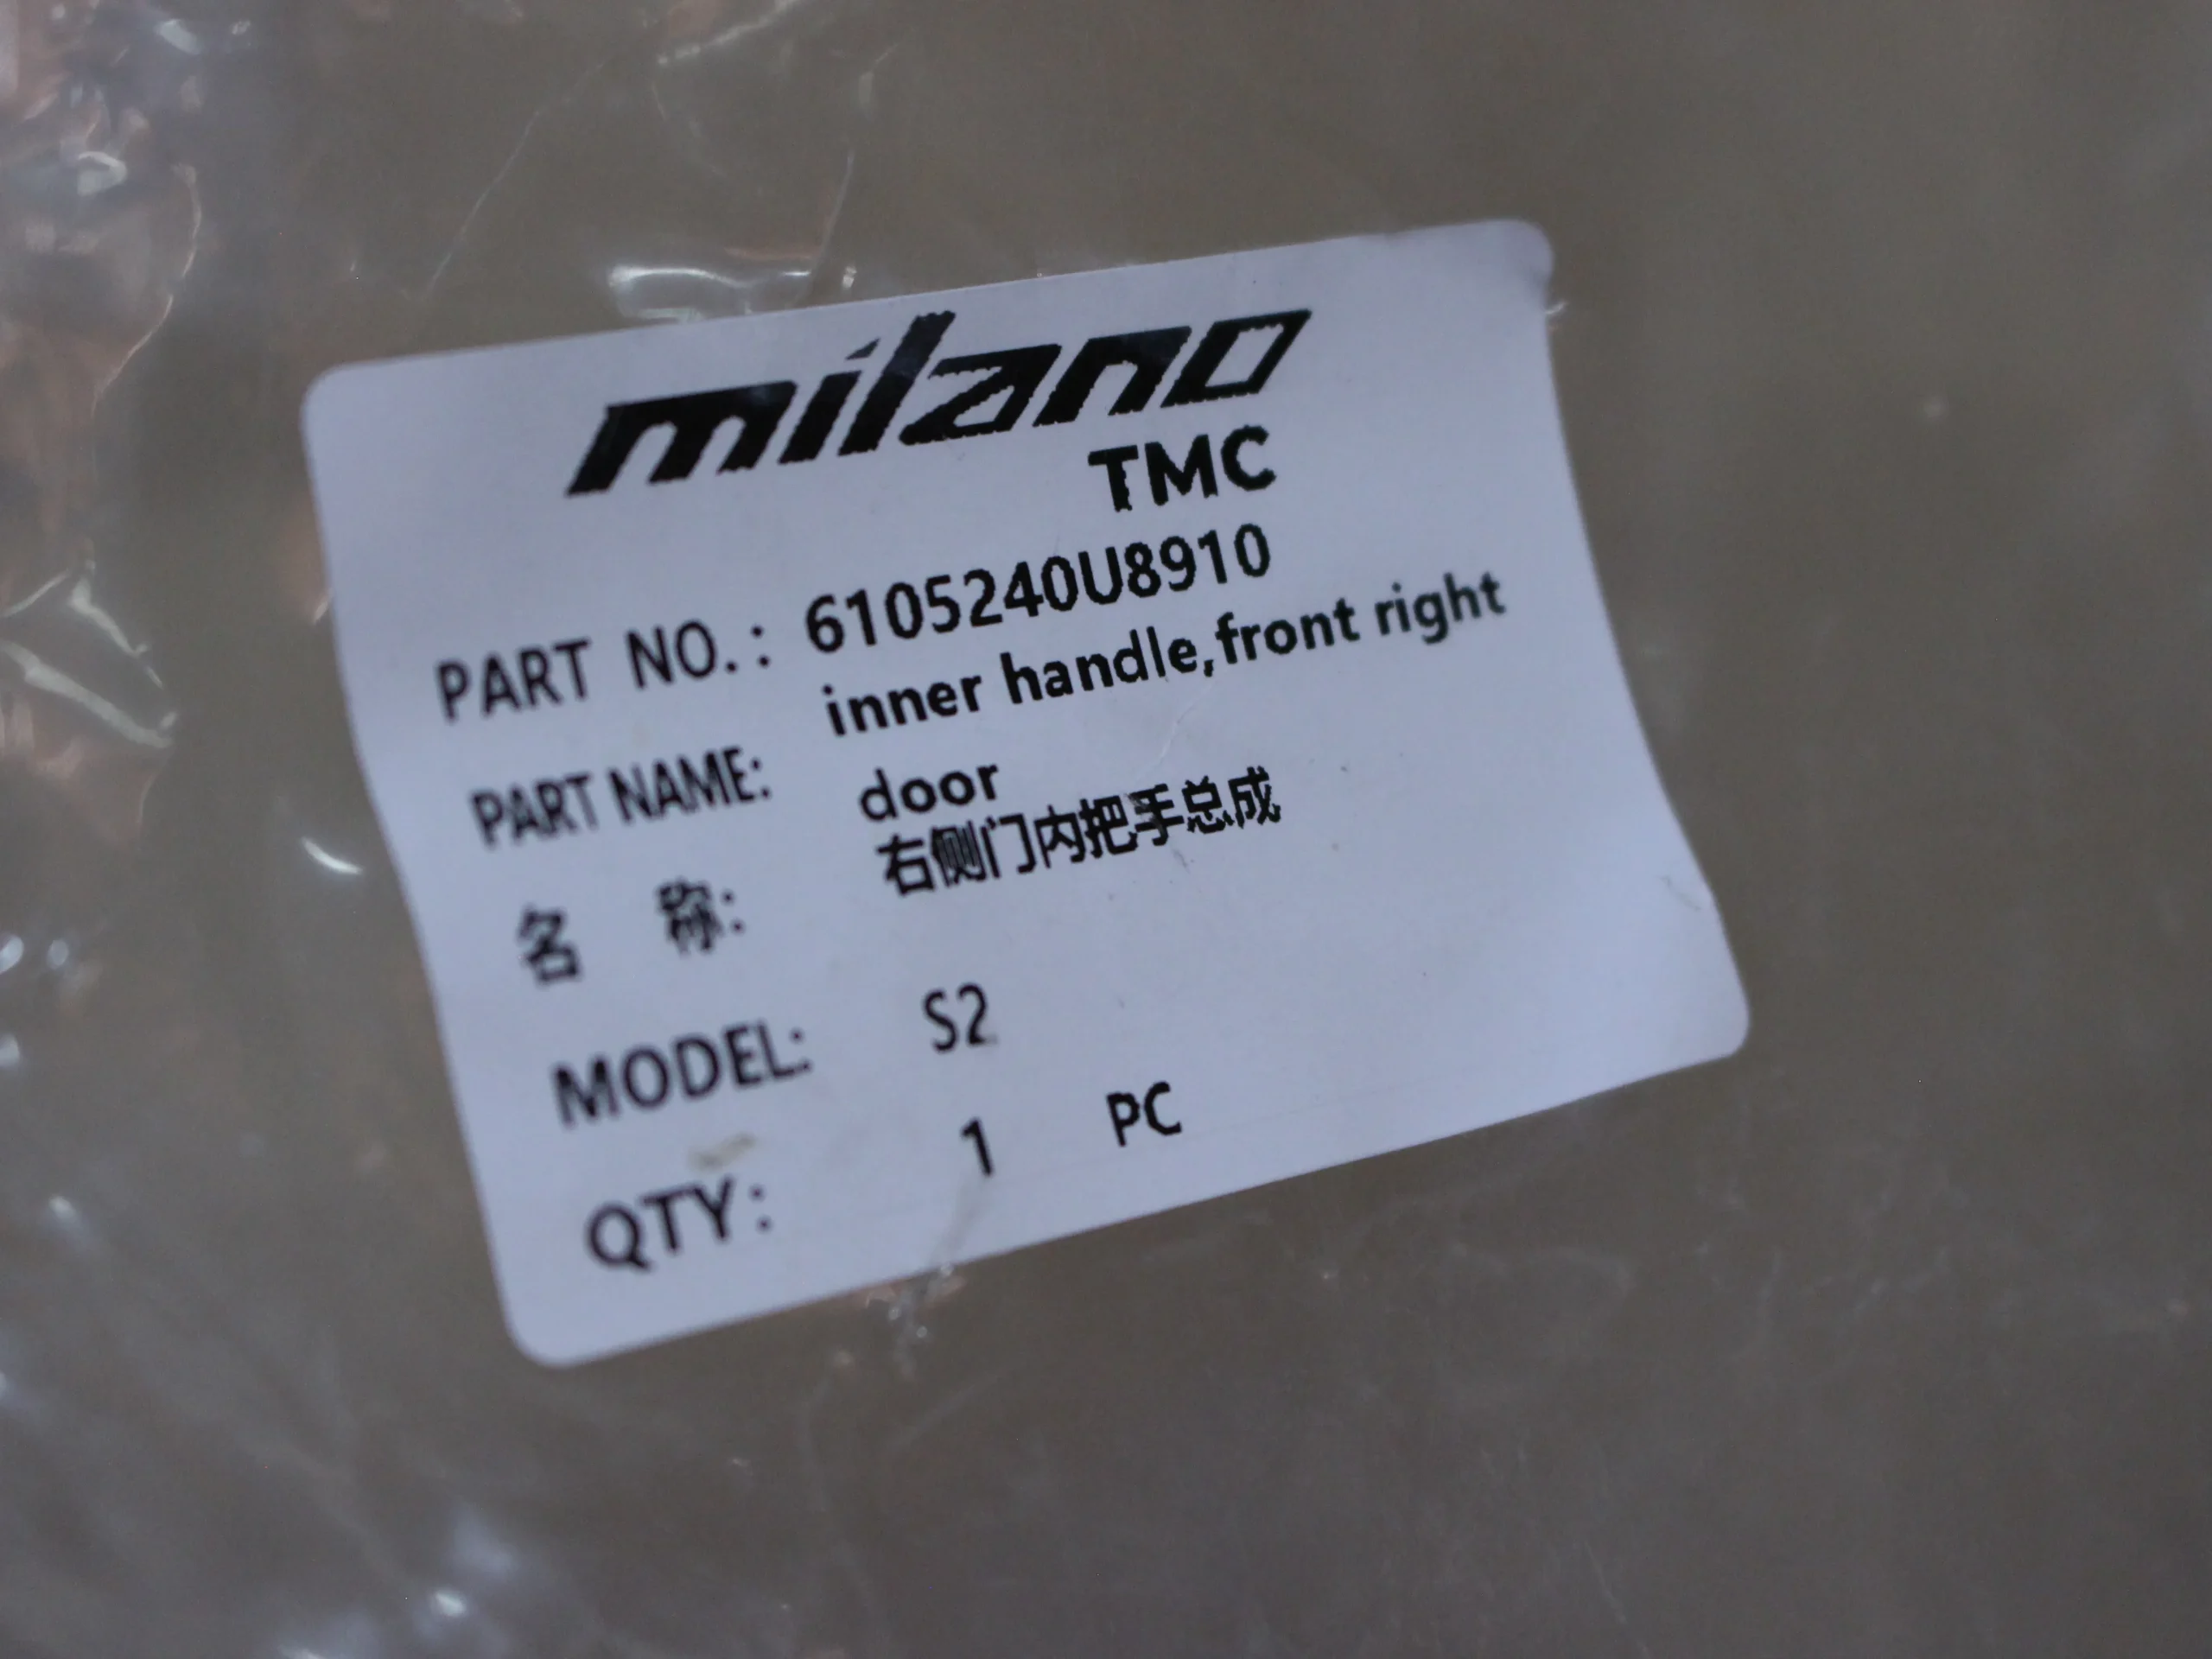 milano
TMC
PART NO.: 6105240U8910
PART NAME: inner handle,front right
door
名 称: 右侧门内把手总成
MODEL: S2
QTY: 1 PC